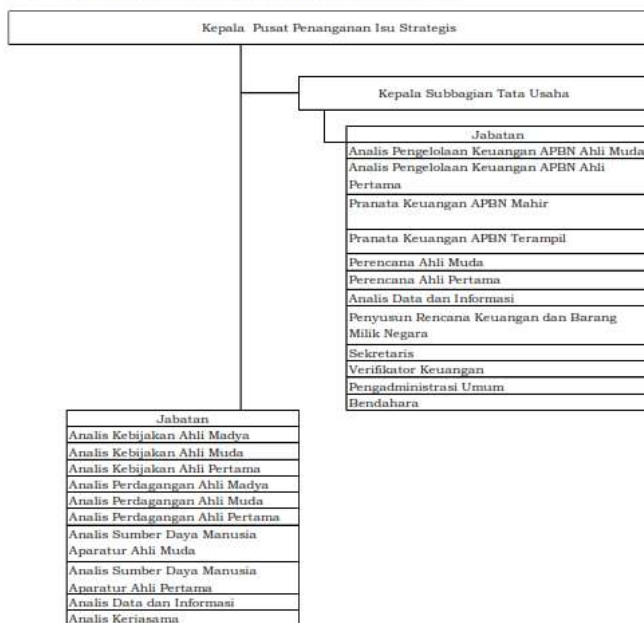 Kepala Pusat Penanganan Isu Strategis
Kepala Subbagian Tata Usaha
Jabatan
Analis Pengelolaan Keuangan APBN Ahli Muda
Analis Pengelolaan Keuangan APBN Ahli
Pertama
Pranata Keuangan APBN Mahir
Pranata Keuangan APBN Terampil
Perencana Ahli Muda
Perencana Ahli Pertama
Analis Data dan Informasi
Penyusun Rencana Keuangan dan Barang
Milik Negara
Sekretaris
Verifikator Keuangan
Pengadministrasi Umum
Bendahara
Jabatan
Analis Kebijakan Ahli Madya
Analis Kebijakan Ahli Muda
Analis Kebijakan Ahli Pertama
Analis Perdagangan Ahli Madya
Analis Perdagangan Ahli Muda
Analis Perdagangan Ahli Pertama
Analis Sumber Daya Manusia
Aparatur Ahli Muda
Analis Sumber Daya Manusia
Aparatur Ahli Pertama
Analis Data dan Informasi
Analis Kerjasama